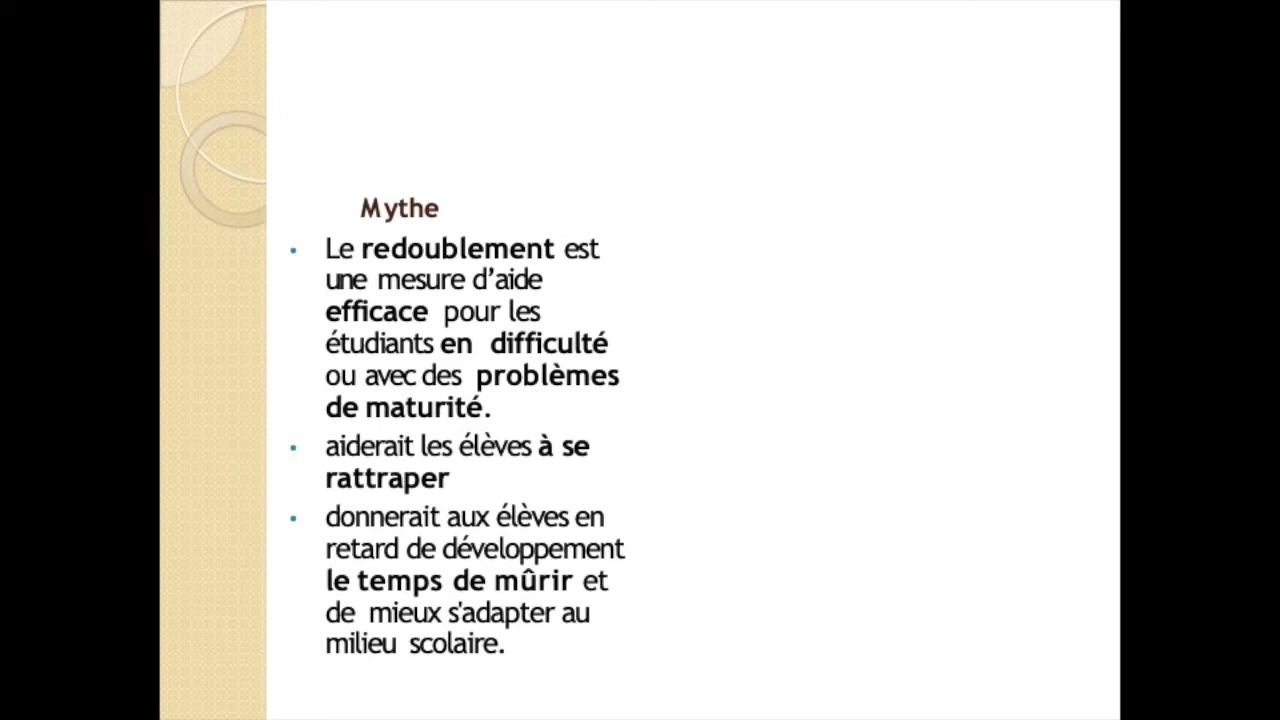 Mythe
• Le redoublement est
une mesure d’aide
efficace pour les
étudiants en difficulté
ou avec des problèmes
de maturité.
• aiderait les élèves à se
rattraper
• donnerait aux élèves en
retard de développement
le temps de mûrir et
de mieux s'adapter au
milieu scolaire.